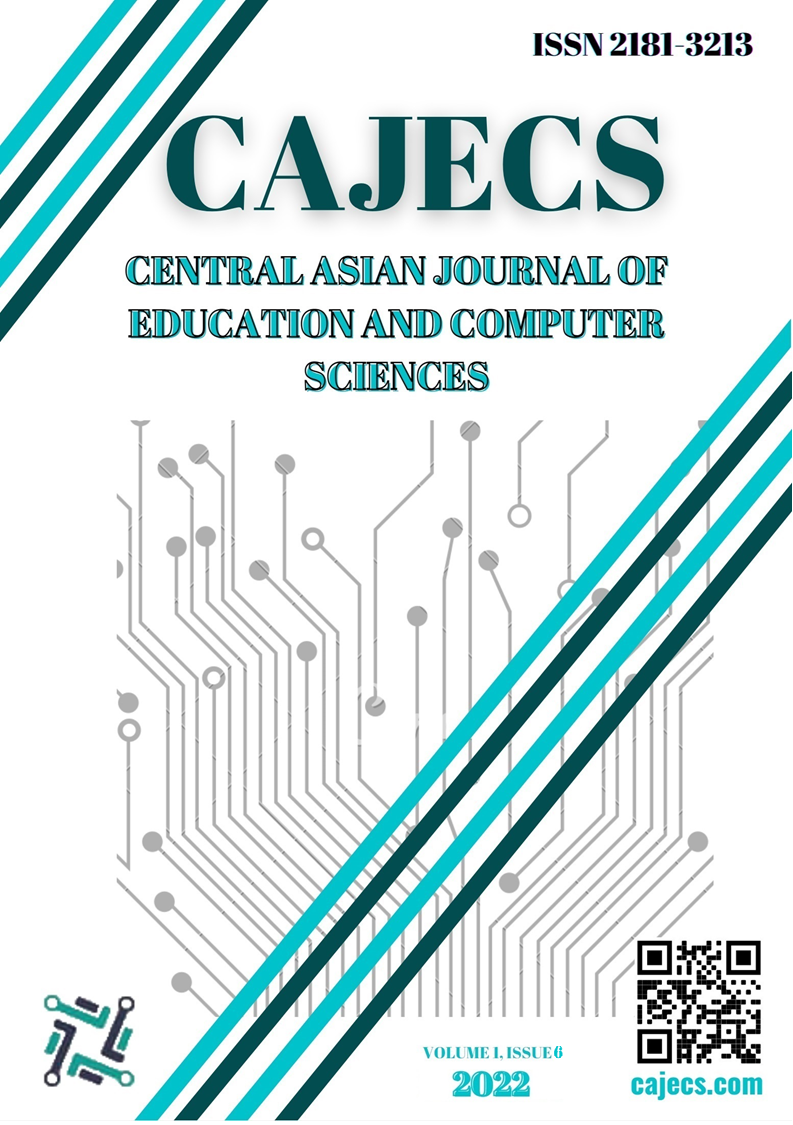 ISSN 2181-3213
CAJECS
CENTRAL ASIAN JOURNAL OF
EDUCATION AND COMPUTER
SCIENCES
VOLUME 1, ISSUE 6
2022
cajecs.com